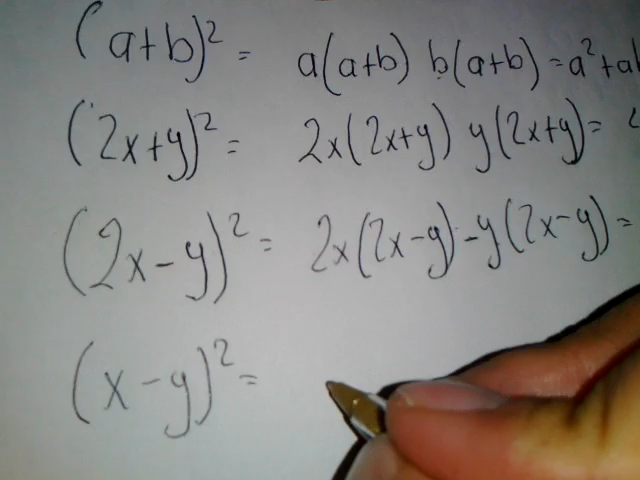 (a+b)² = a(a+b) b(a+b) = a² + a
(2x+y)² = 2x(2x+y) y(2x+y) =
(2x-y)² = 2x(2x-y) - y(2x-y) =
(x-y)² =